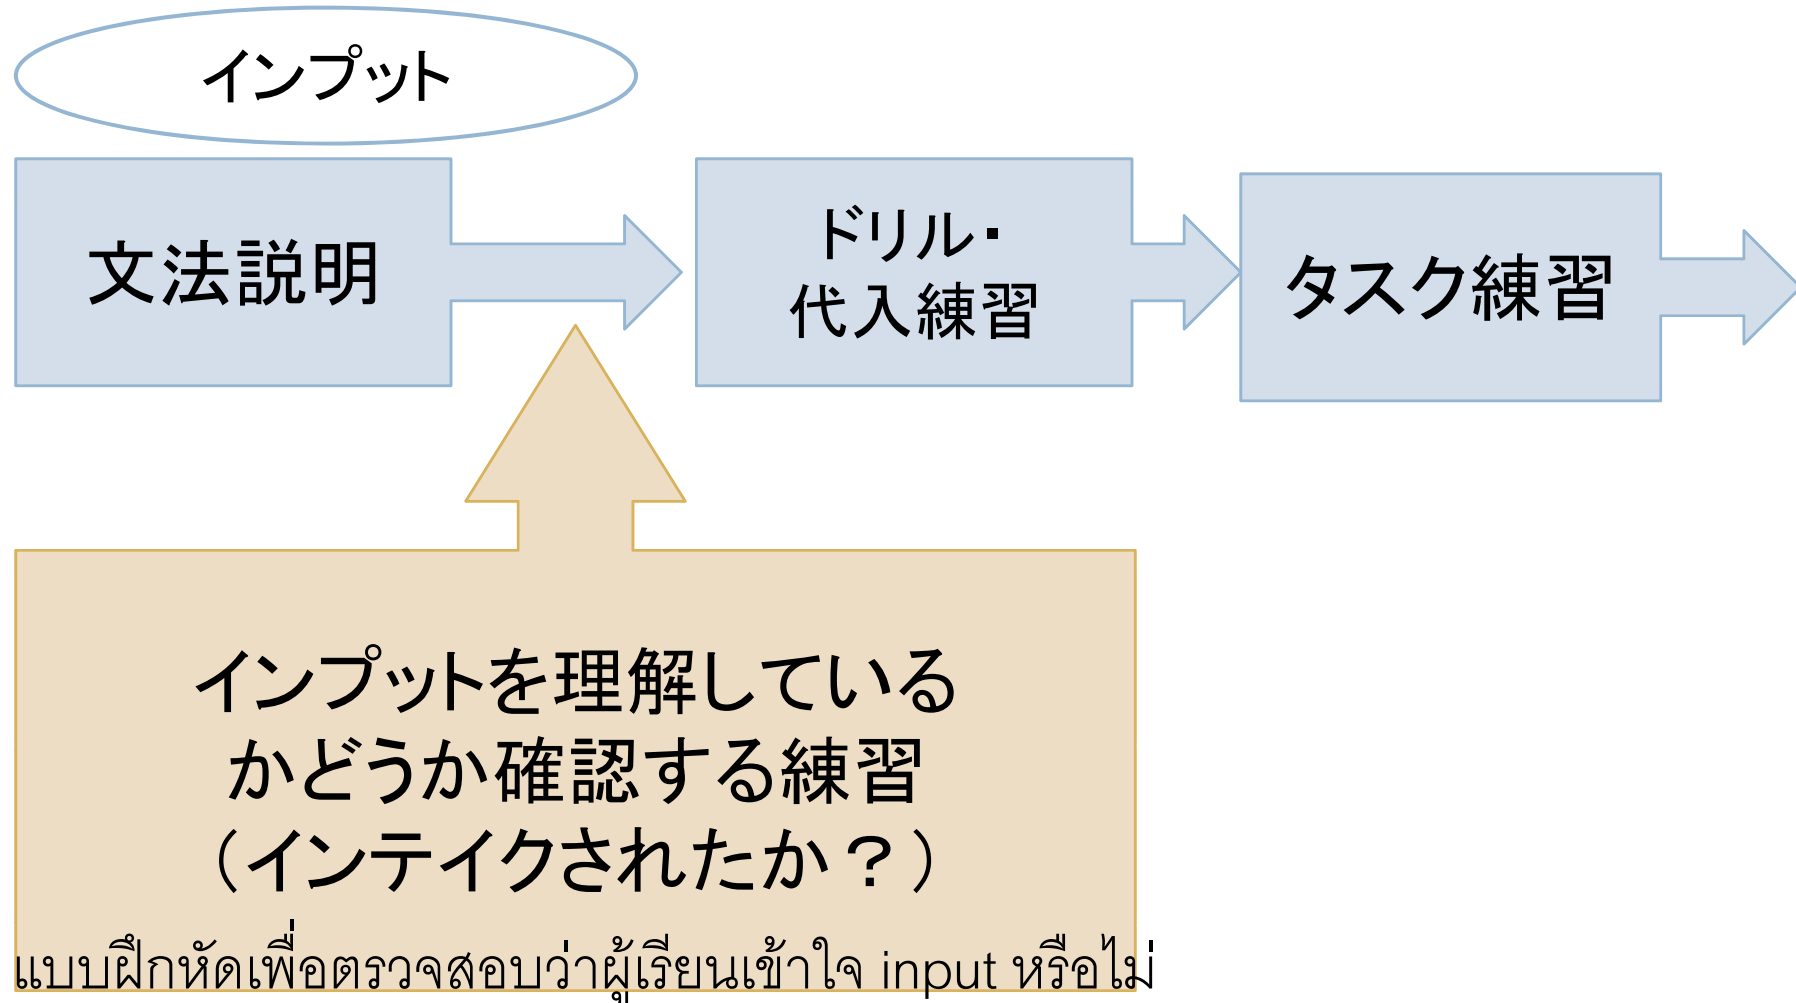 インプット
文法説明
ドリル・
代入練習
タスク練習
インプットを理解している
かどうか確認する練習
（インテイクされたか？）
แบบฝึกหัดเพื่อตรวจสอบว่าผู้เรียนเข้าใจ input หรือไม่